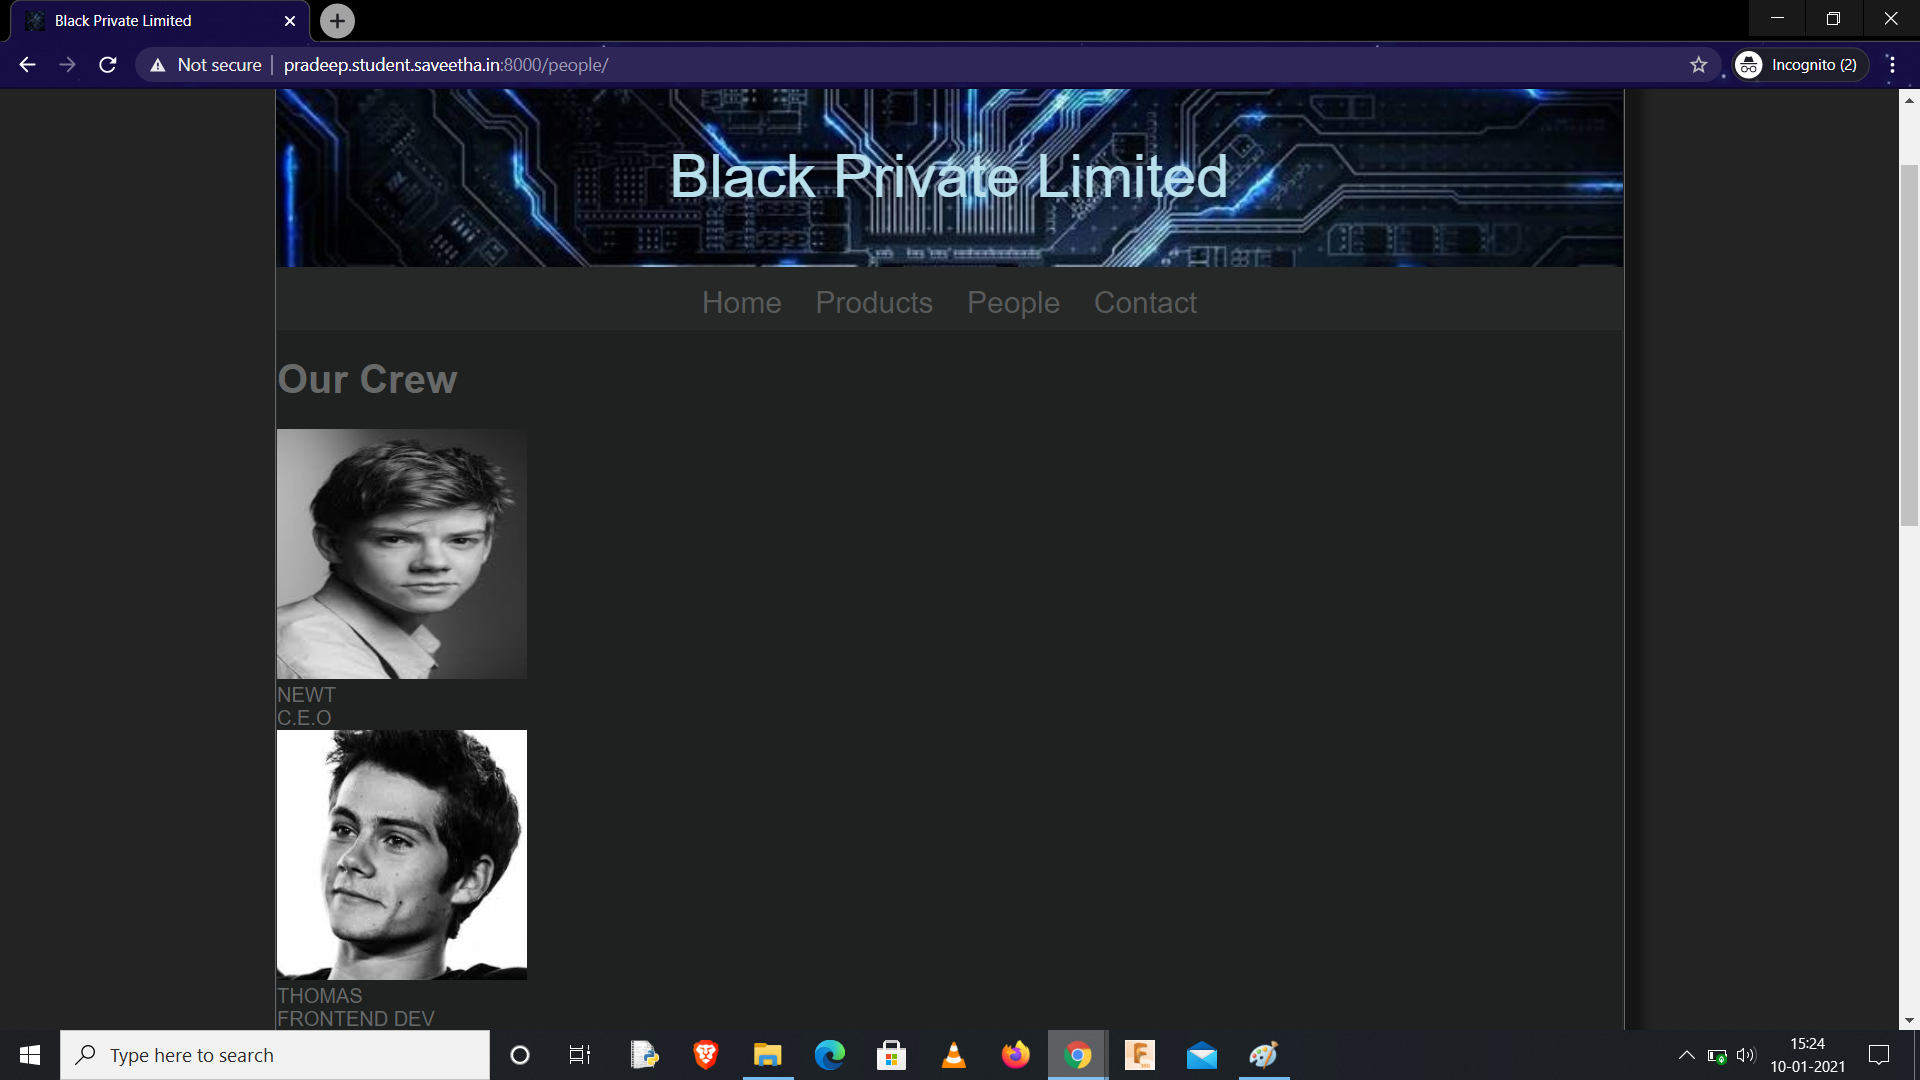 Black Private Limited
Not secure
pradeep.student.saveetha.in:8000/people/
Incognito (2)
Black Private Limited
Home Products People Contact
Our Crew
NEWT
C.E.O
THOMAS
FRONTEND DEV
Type here to search
15:24
10-01-2021